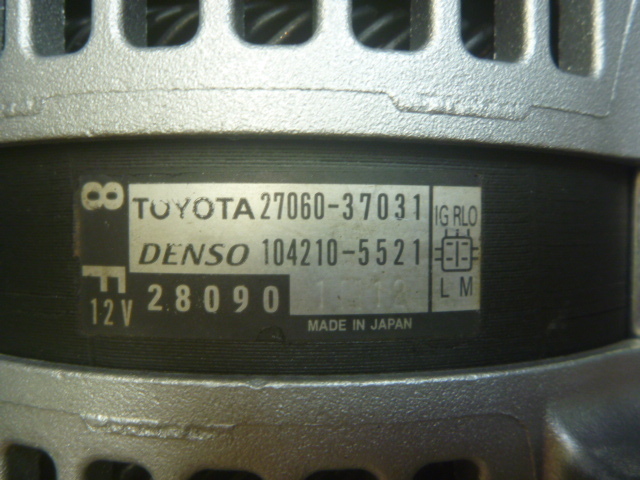 8 F
TOYOTA 27060-37031
DENSO 104210-5521
12V 28090
MADE IN JAPAN
IG RLO
L M